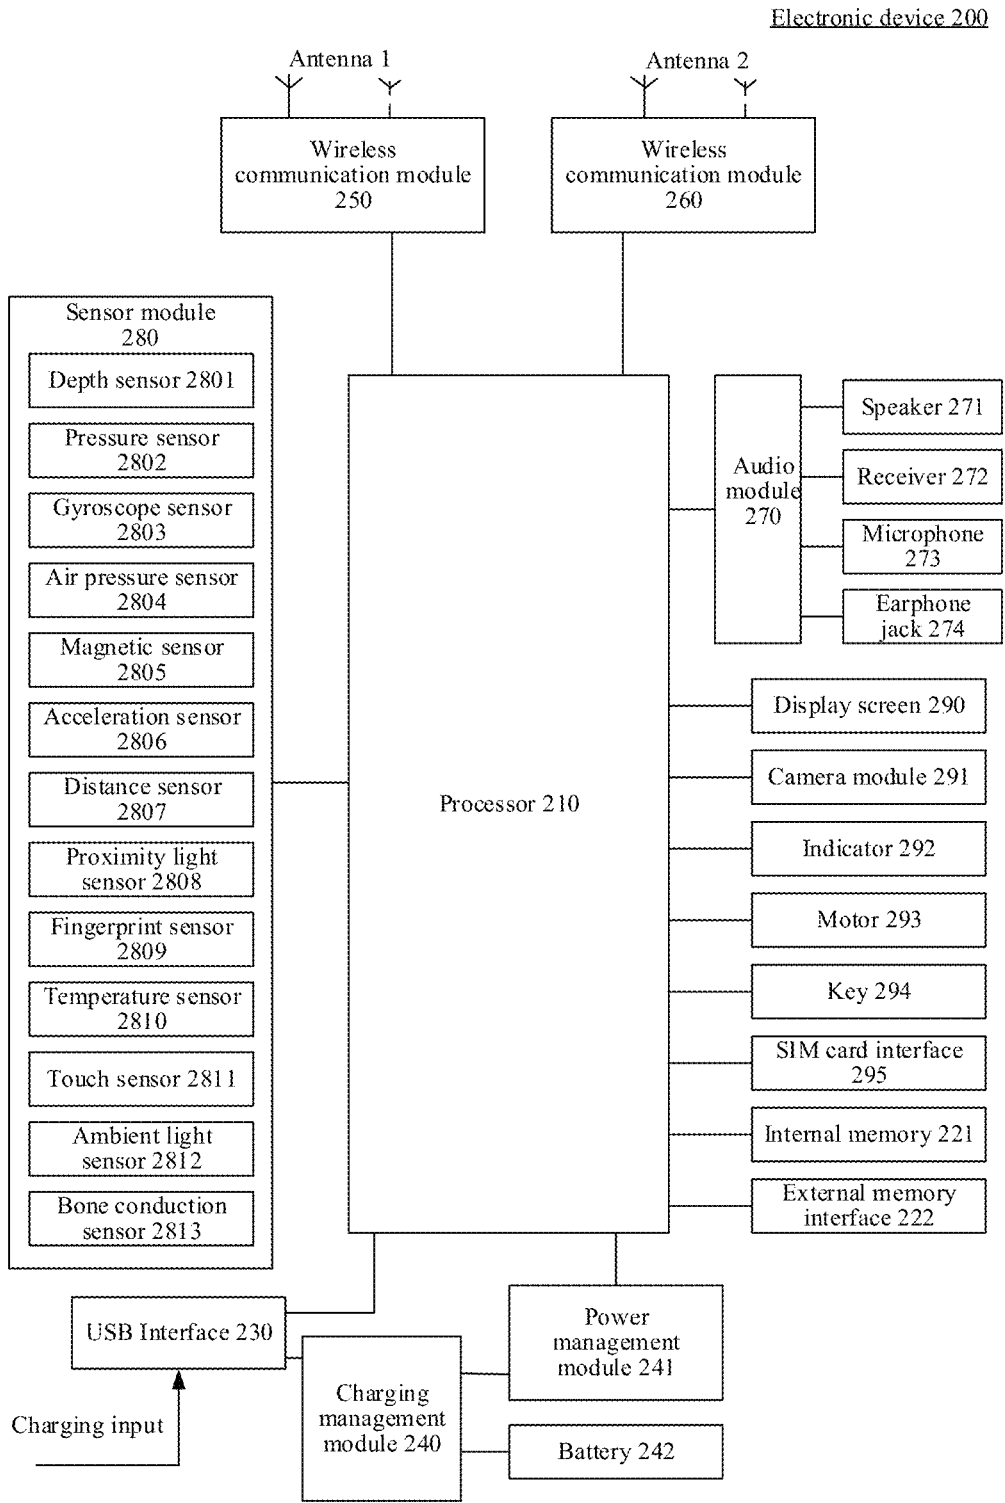 Electronic device 200
Antenna 1
Antenna 2
Wireless
communication module
250
Wireless
communication module
260
Sensor module
280
Depth sensor 2801
Pressure sensor
2802
Gyroscope sensor
2803
Air pressure sensor
2804
Magnetic sensor
2805
Acceleration sensor
2806
Distance sensor
2807
Proximity light
sensor 2808
Fingerprint sensor
2809
Temperature sensor
2810
Touch sensor 2811
Ambient light
sensor 2812
Bone conduction
sensor 2813
Processor 210
Audio
module
270
Speaker 271
Receiver 272
Microphone
273
Earphone
jack 274
Display screen 290
Camera module 291
Indicator 292
Motor 293
Key 294
SIM card interface
295
Internal memory 221
External memory
interface 222
USB Interface 230
Charging input
Charging
management
module 240
Power
management
module 241
Battery 242